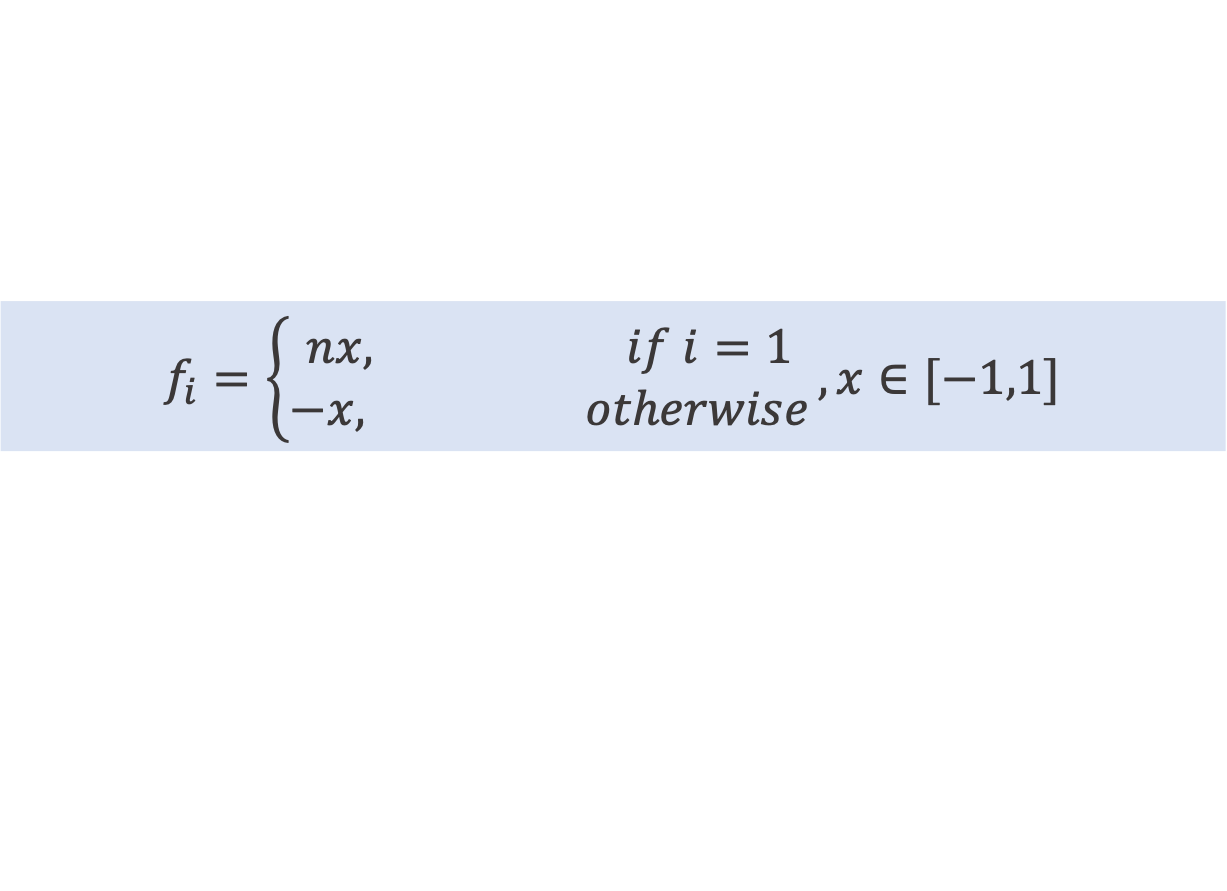 f_i = { nx, if i = 1
-x, otherwise , x ∈ [−1,1]